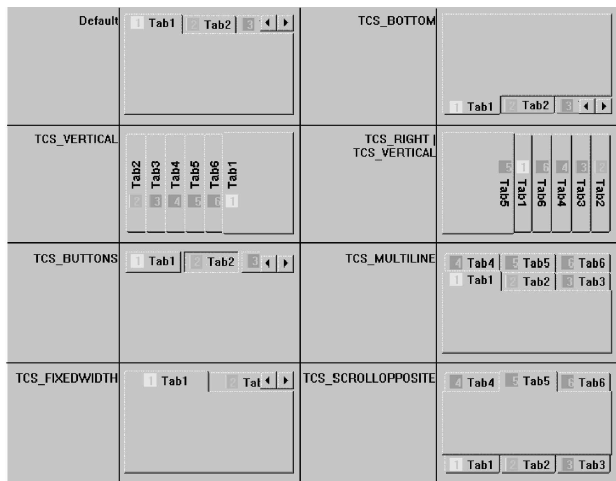 Default
1 Tab1 2 Tab2 3
TCS_BOTTOM
1 Tab1 2 Tab2 3
TCS_VERTICAL
2 Tab2
3 Tab3
4 Tab4
5 Tab5
6 Tab6
1 Tab1
TCS_RIGHT |
TCS_VERTICAL
5 Tab5
1 Tab1
6 Tab6
4 Tab4
3 Tab3
2 Tab2
TCS_BUTTONS
1 Tab1 2 Tab2 3
TCS_MULTILINE
4 Tab4 5 Tab5 6 Tab6
1 Tab1 2 Tab2 3 Tab3
TCS_FIXEDWIDTH
1 Tab1 2
TCS_SCROLLOPPOSITE
4 Tab4 5 Tab5 6 Tab6
1 Tab1 2 Tab2 3 Tab3